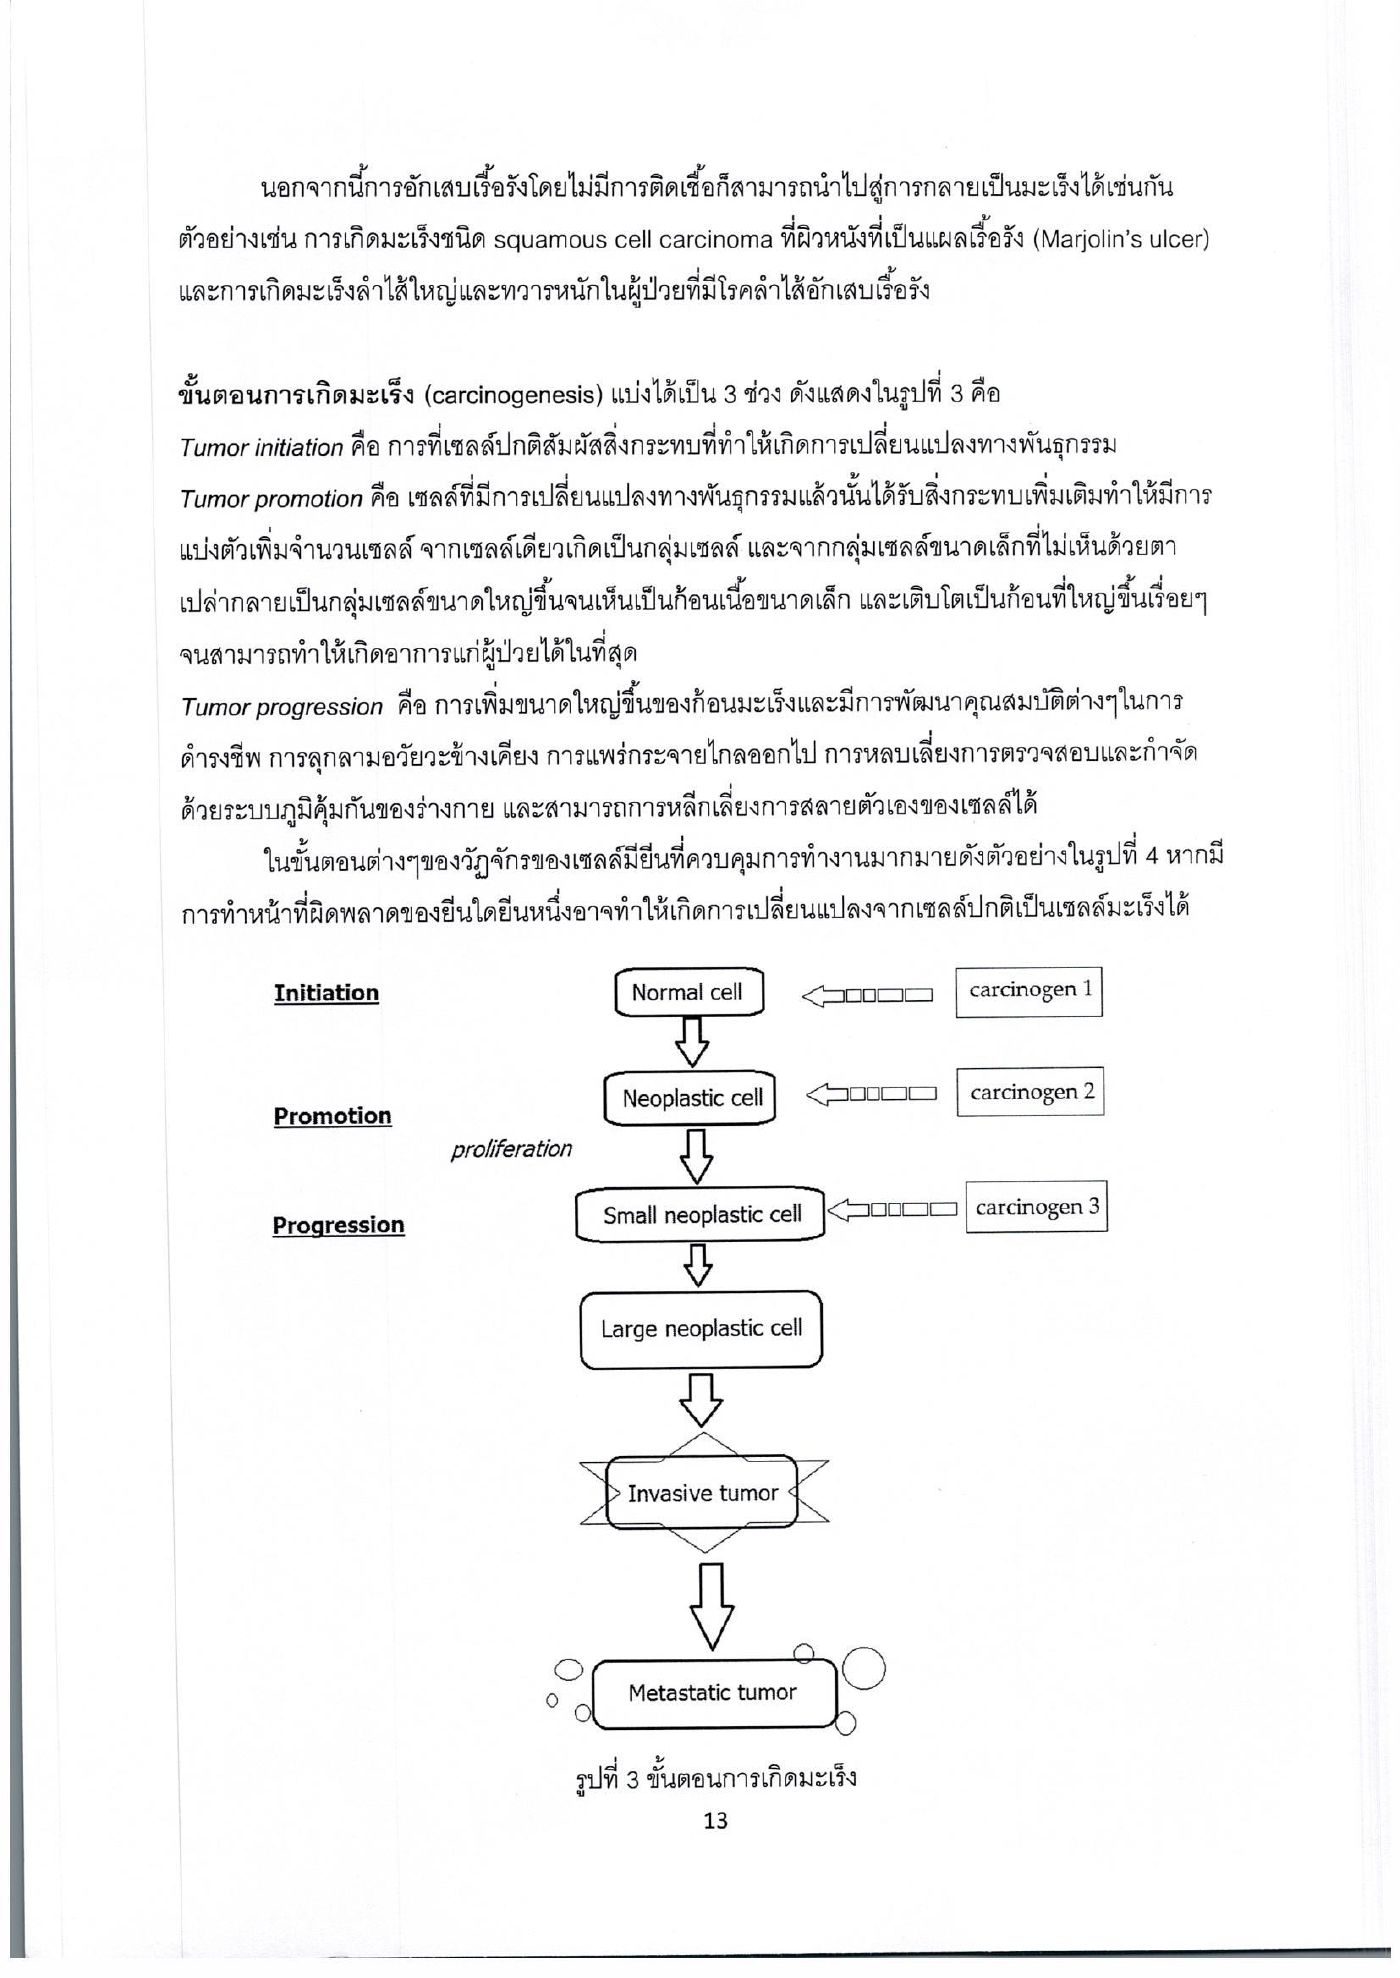 นอกจากนี้การอักเสบเรื้อรังโดยไม่มีการติดเชื้อก็สามารถนำไปสู่การกลายเป็นมะเร็งได้เช่นกัน
ตัวอย่างเช่น การเกิดมะเร็งชนิด squamous cell carcinoma ที่ผิวหนังที่เป็นแผลเรื้อรัง (Marjolin's ulcer)
และการเกิดมะเร็งลำไส้ใหญ่และทวารหนักในผู้ป่วยที่มีโรคลำไส้อักเสบเรื้อรัง
ขั้นตอนการเกิดมะเร็ง (carcinogenesis) แบ่งได้เป็น 3 ช่วง ดังแสดงในรูปที่ 3 คือ
Tumor initiation คือ การที่เซลล์ปกติสัมผัสสิ่งกระทบที่ทำให้เกิดการเปลี่ยนแปลงทางพันธุกรรม
Tumor promotion คือ เซลล์ที่มีการเปลี่ยนแปลงทางพันธุกรรมแล้วนั้นได้รับสิ่งกระทบเพิ่มเติมทำให้มีการ
แบ่งตัวเพิ่มจำนวนเซลล์ จากเซลล์เดียวเกิดเป็นกลุ่มเซลล์ และจากกลุ่มเซลล์ขนาดเล็กที่ไม่เห็นด้วยตา
เปล่ากลายเป็นกลุ่มเซลล์ขนาดใหญ่ขึ้นจนเห็นเป็นก้อนเนื้อขนาดเล็ก และเติบโตเป็นก้อนที่ใหญ่ขึ้นเรื่อยๆ
จนสามารถทำให้เกิดอาการแก่ผู้ป่วยได้ในที่สุด
Tumor progression คือ การเพิ่มขนาดใหญ่ขึ้นของก้อนมะเร็งและมีการพัฒนาคุณสมบัติต่างๆในการ
ดำรงชีพ การลุกลามอวัยวะข้างเคียง การแพร่กระจายไกลออกไป การหลบเลี่ยงการตรวจสอบและกำจัด
ด้วยระบบภูมิคุ้มกันของร่างกาย และสามารถการหลีกเลี่ยงการสลายตัวเองของเซลล์ได้
ในขั้นตอนต่างๆของวัฏจักรของเซลล์มียีนที่ควบคุมการทำงานมากมายดังตัวอย่างในรูปที่ 4 หากมี
การทำหน้าที่ผิดพลาดของยีนใดยีนหนึ่งอาจทำให้เกิดการเปลี่ยนแปลงจากเซลล์ปกติเป็นเซลล์มะเร็งได้
Initiation Normal cell carcinogen 1
Neoplastic cell carcinogen 2
Promotion
proliferation
Small neoplastic cell carcinogen 3
Progression
Large neoplastic cell
Invasive tumor
Metastatic tumor
รูปที่ 3 ขั้นตอนการเกิดมะเร็ง
13